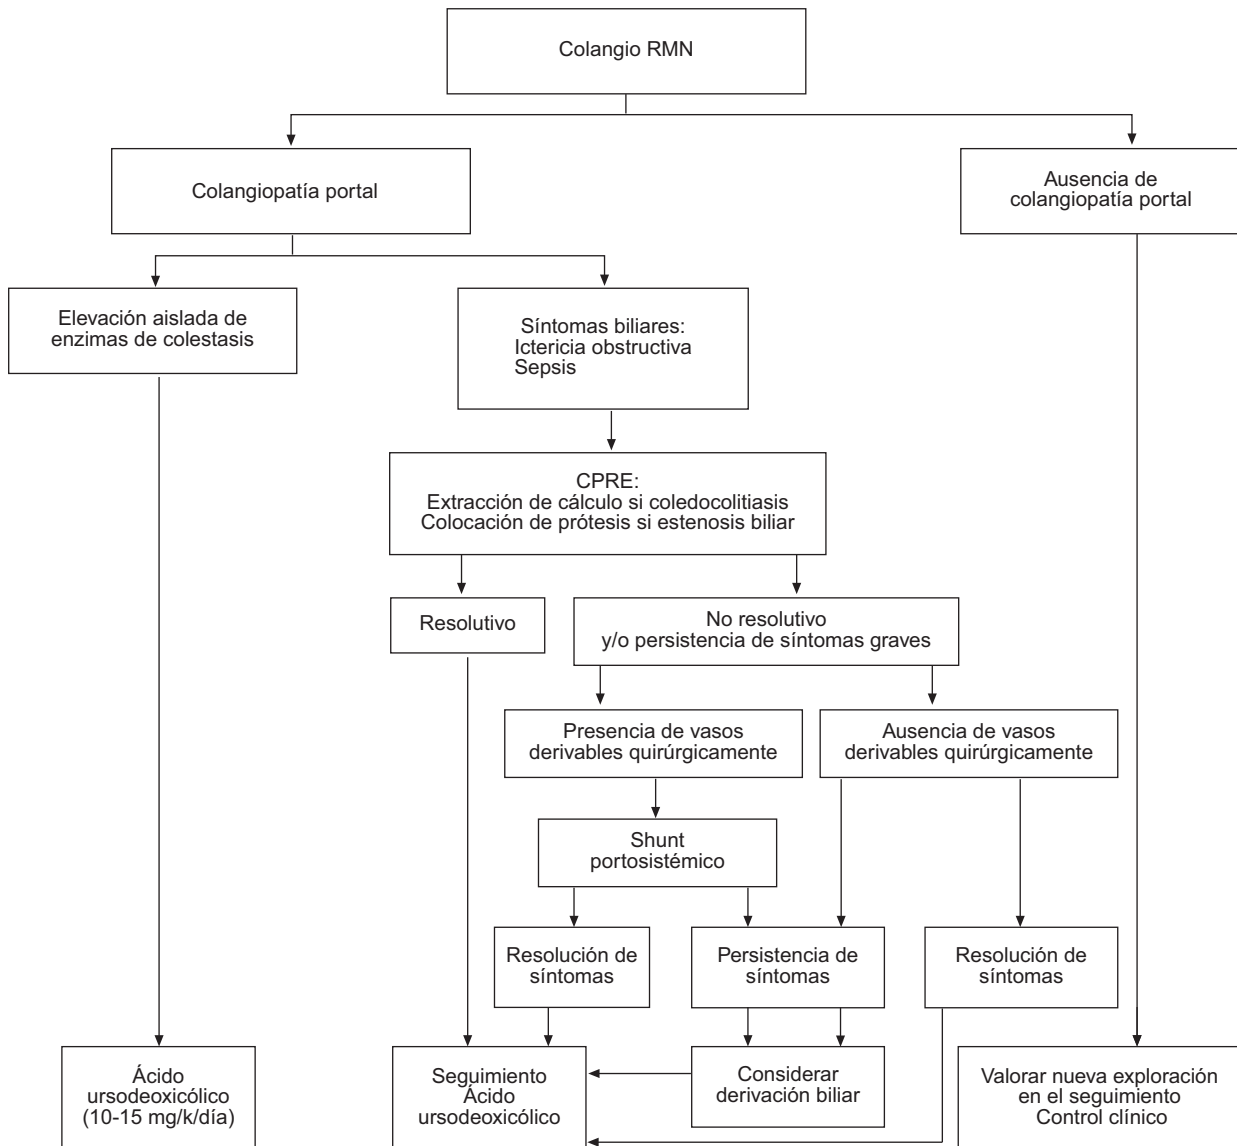 Colangio RMN
Colangiopatía portal
Ausencia de
colangiopatía portal
Elevación aislada de
enzimas de colestasis
Síntomas biliares:
Ictericia obstructiva
Sepsis
CPRE:
Extracción de cálculo si coledocolitiasis
Colocación de prótesis si estenosis biliar
Resolutivo
No resolutivo
y/o persistencia de síntomas graves
Presencia de vasos
derivables quirúrgicamente
Ausencia de vasos
derivables quirúrgicamente
Shunt
portosistémico
Resolución de
síntomas
Persistencia de
síntomas
Resolución de
síntomas
Ácido
ursodeoxicólico
(10-15 mg/k/día)
Seguimiento
Ácido
ursodeoxicólico
Considerar
derivación biliar
Valorar nueva exploración
en el seguimiento
Control clínico